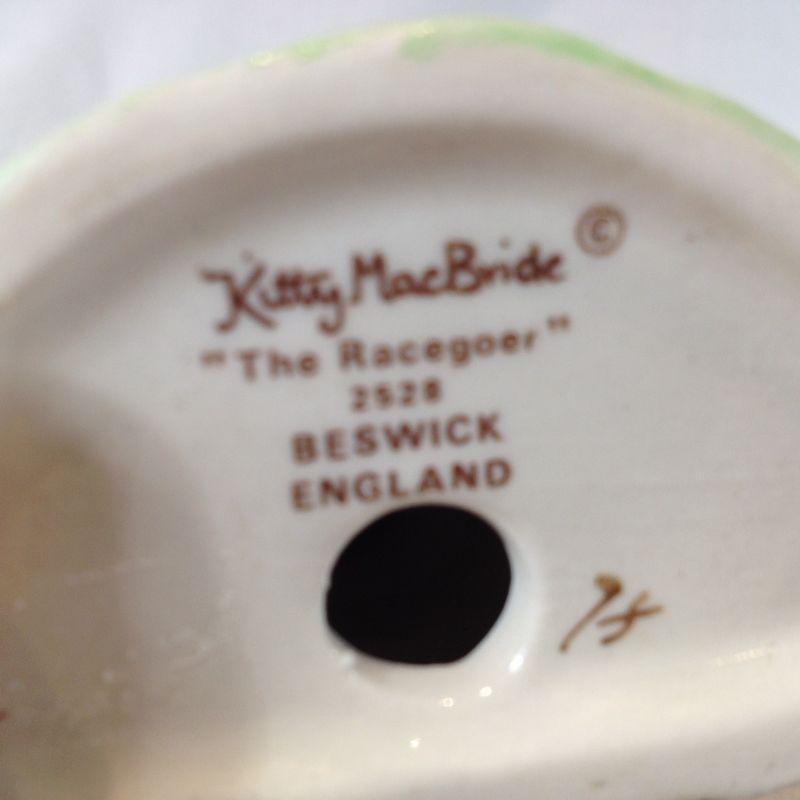 Kitty MacBride ©
"The Racegoer"
2528
BESWICK
ENGLAND